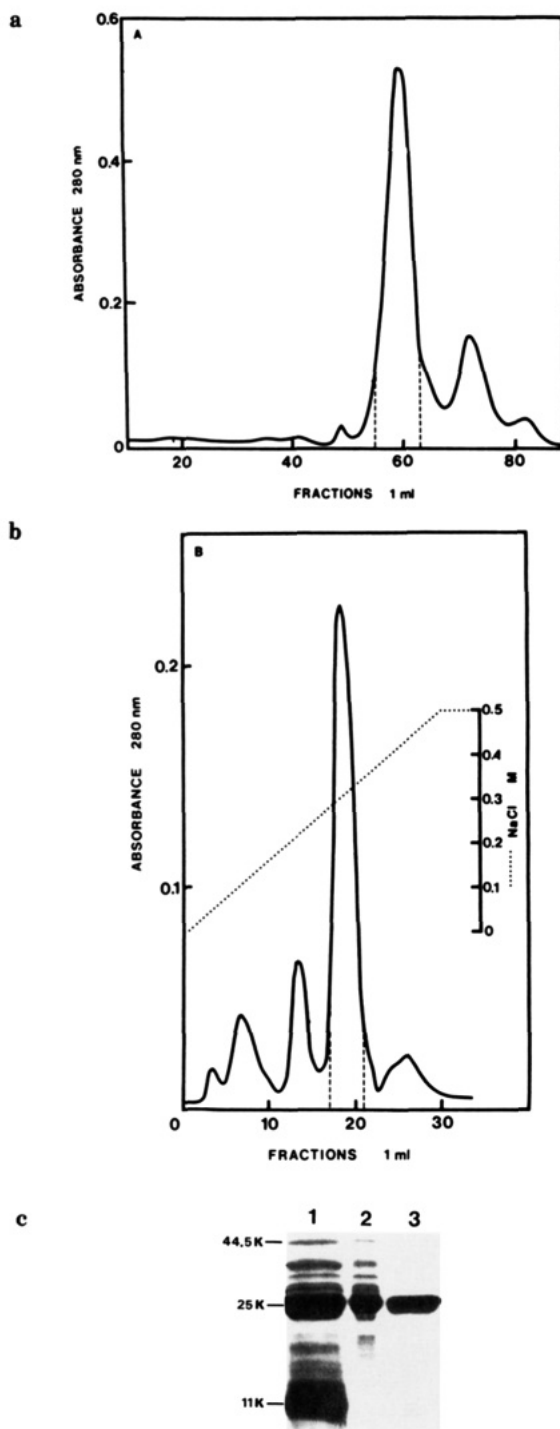 a
A
0.6
0.4
0.2
0
ABSORBANCE 280 nm
20 40 60 80
FRACTIONS 1 ml
b
B
0.2
0.1
ABSORBANCE 280 nm
0.5
0.4
0.3
0.2
0.1
0
NaCl M
0 10 20 30
FRACTIONS 1 ml
c
1 2 3
44,5K
25K
11K